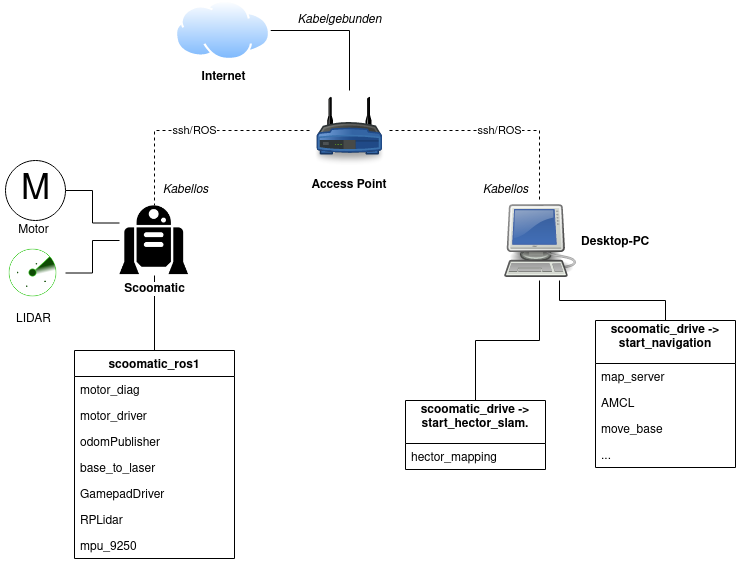 Kabelgebunden
Internet
ssh/ROS
ssh/ROS
Access Point
Kabellos
Kabellos
M
Motor
Desktop-PC
Scoomatic
LIDAR
scoomatic_ros1
motor_diag
motor_driver
odomPublisher
base_to_laser
GamepadDriver
RPLidar
mpu_9250
scoomatic_drive ->
start_hector_slam.
hector_mapping
scoomatic_drive ->
start_navigation
map_server
AMCL
move_base
...